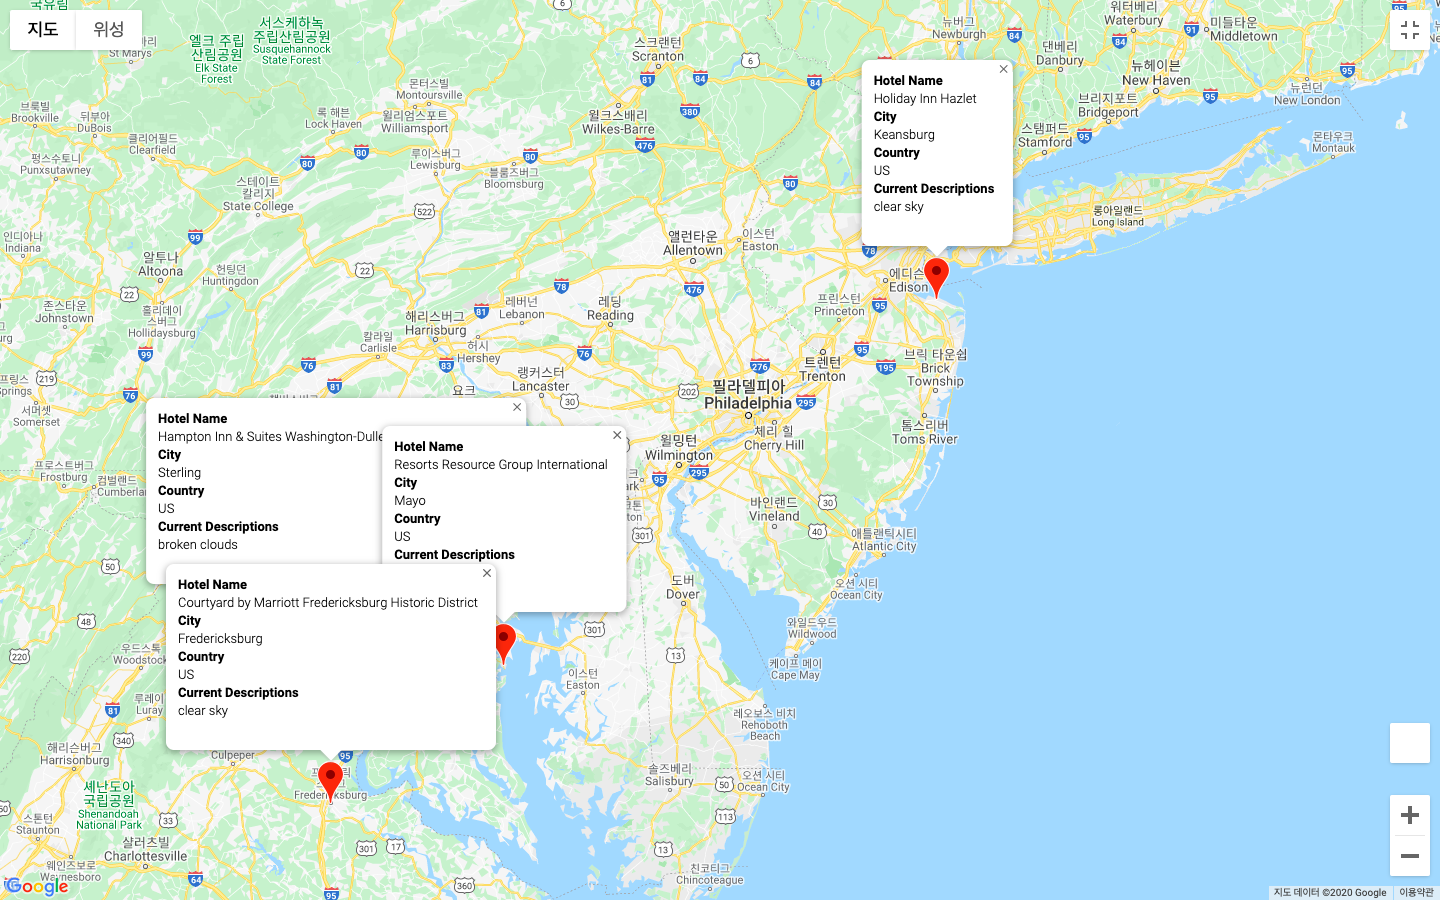 지도
위성
Hotel Name
Holiday Inn Hazlet
City
Keansburg
Country
US
Current Descriptions
clear sky
Hotel Name
Hampton Inn & Suites Washington-Dulle
City
Sterling
Country
US
Current Descriptions
broken clouds
Hotel Name
Resorts Resource Group International
City
Mayo
Country
US
Current Descriptions
Hotel Name
Courtyard by Marriott Fredericksburg Historic District
City
Fredericksburg
Country
US
Current Descriptions
clear sky
St Marys
엘크 주립
산림공원
Elk State
Forest
서스케하녹
주립산림공원
Susquehannock
State Forest
스크랜턴
Scranton
뉴버그
Newburgh
워터베리
Waterbury
미들타운
Middletown
댄베리
Danbury
뉴헤이븐
New Haven
브리지포트
Bridgeport
뉴런던
New London
스탬퍼드
Stamford
몬타우크
Montauk
롱아일랜드
Long Island
몬터스빌
Montoursville
윌리엄스포트
Williamsport
록 해븐
Lock Haven
윌크스배리
Wilkes-Barre
브룩빌
Brookville
뒤부아
DuBois
클리어필드
Clearfield
펑스수토니
Punxsutawney
루이스버그
Lewisburg
블룸즈버그
Bloomsburg
스테이트
칼리지
State College
인디아나
Indiana
알투나
Altoona
헌팅던
Huntingdon
앨런타운
Allentown
이스턴
Easton
에디슨
Edison
프린스턴
Princeton
존스타운
Johnstown
홀리데이
스버그
Hollidaysburg
해리스버그
Harrisburg
레버넌
Lebanon
레딩
Reading
칼라일
Carlisle
허시
Hershey
랭커스터
Lancaster
요크
트렌턴
Trenton
브릭 타운쉽
Brick
Township
필라델피아
Philadelphia
체리 힐
Cherry Hill
톰스리버
Toms River
윌밍턴
Wilmington
서머셋
Somerset
프로스트버그
Frostburg
컴벌랜드
Cumberlan
바인랜드
Vineland
애틀랜틱시티
Atlantic City
오션 시티
Ocean City
도버
Dover
와일드우드
Wildwood
케이프 메이
Cape May
이스턴
Easton
레오보스 비치
Rehoboth
Beach
솔즈베리
Salisbury
오션 시티
Ocean City
친코티그
Chincoteague
우드스톡
Woodstock
루레이
Luray
해리슨버그
Harrisonburg
Culpeper
Fredericksburg
셰넌도아
국립공원
Shenandoah
National Park
스톤턴
Staunton
샬러츠빌
Charlottesville
웨인즈보로
Waynesboro
Google
지도 데이터 ©2020 Google
이용약관